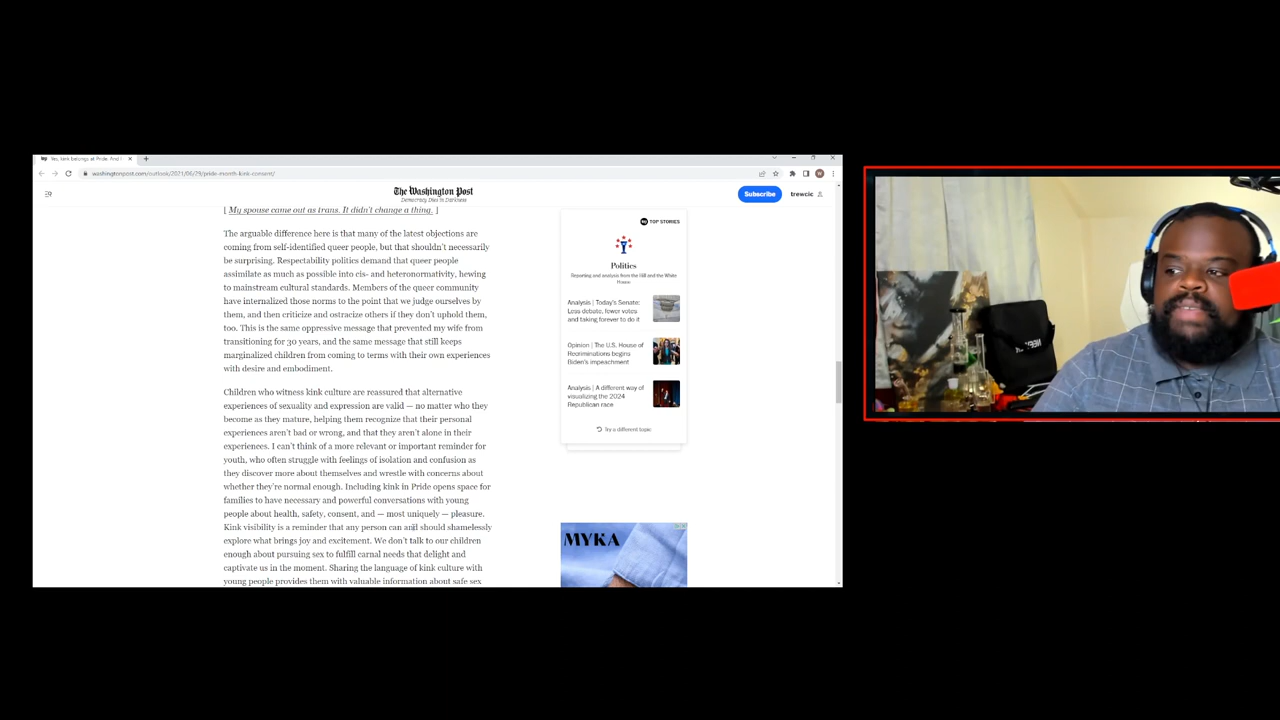 Yes, kink belongs at Pride. And I
washingtonpost.com/outlook/2021/06/29/pride-month-kink-consent/
The Washington Post
Democracy Dies in Darkness
Subscribe
trewcic
[ My spouse came out as trans. It didn't change a thing. ]
The arguable difference here is that many of the latest objections are
coming from self-identified queer people, but that shouldn't necessarily
be surprising. Respectability politics demand that queer people
assimilate as much as possible into cis- and heteronormativity, hewing
to mainstream cultural standards. Members of the queer community
have internalized those norms to the point that we judge ourselves by
them, and then criticize and ostracize others if they don't uphold them,
too. This is the same oppressive message that prevented my wife from
transitioning for 30 years, and the same message that still keeps
marginalized children from coming to terms with their own experiences
with desire and embodiment.
Children who witness kink culture are reassured that alternative
experiences of sexuality and expression are valid — no matter who they
become as they mature, helping them recognize that their personal
experiences aren't bad or wrong, and that they aren't alone in their
experiences. I can't think of a more relevant or important reminder for
youth, who often struggle with feelings of isolation and confusion as
they discover more about themselves and wrestle with concerns about
whether they're normal enough. Including kink in Pride opens space for
families to have necessary and powerful conversations with young
people about health, safety, consent, and — most uniquely — pleasure.
Kink visibility is a reminder that any person can and should shamelessly
explore what brings joy and excitement. We don't talk to our children
enough about pursuing sex to fulfill carnal needs that delight and
captivate us in the moment. Sharing the language of kink culture with
young people provides them with valuable information about safe sex
TOP STORIES
Politics
Reporting and analysis from the Hill and the White
House.
Analysis | Today's Senate:
Less debate, fewer votes
and taking forever to do it
Opinion | The U.S. House of
Recriminations begins
Biden's impeachment
Analysis | A different way of
visualizing the 2024
Republican race
Try a different topic
MYKA